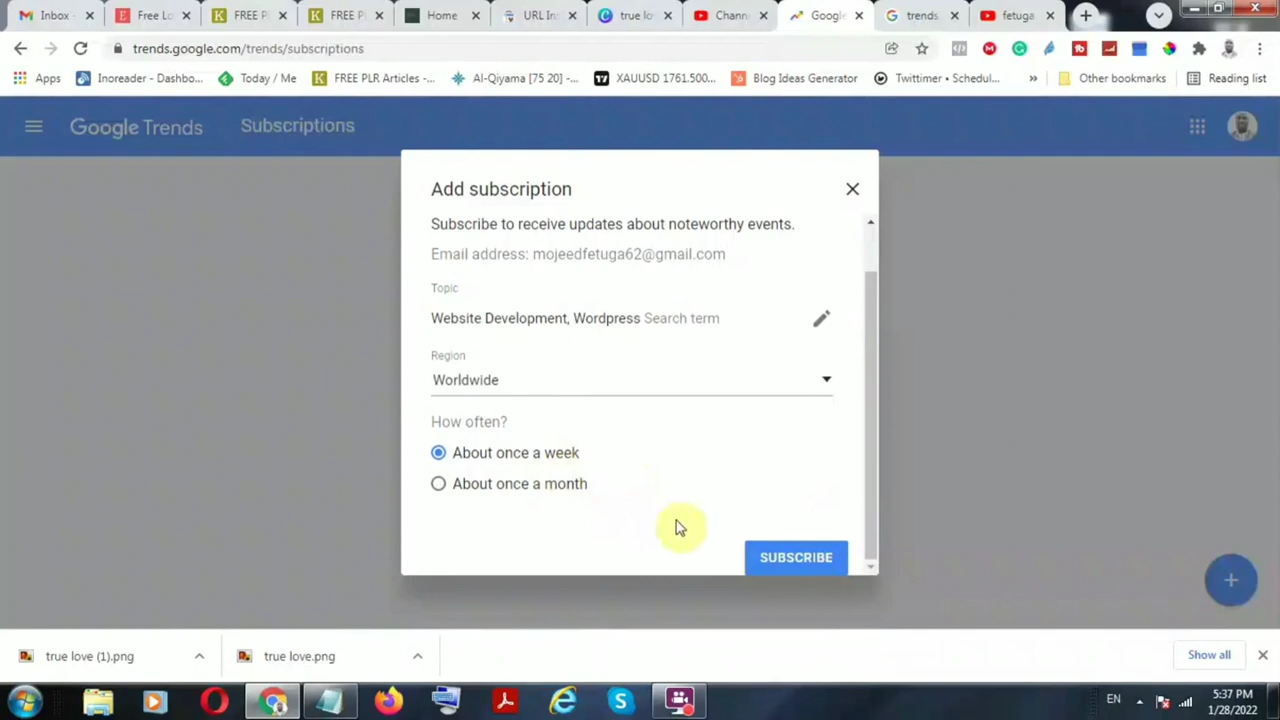 Inbox - 
Free Lo
FREE P
FREE P
Home
URL In
true lo
Chann
Google
trends.
fetuga
trends.google.com/trends/subscriptions
Apps
Inoreader - Dashbo...
Today / Me
FREE PLR Articles -...
Al-Qiyama [75 20] -...
XAUUSD 1761.500...
Blog Ideas Generator
Twittimer • Schedul...
»
Other bookmarks
Reading list
Google Trends
Subscriptions
Add subscription
Subscribe to receive updates about noteworthy events.
Email address: mojeedfetuga62@gmail.com
Topic
Website Development, Wordpress Search term
Region
Worldwide
How often?
About once a week
About once a month
SUBSCRIBE
true love (1).png
true love.png
Show all
EN
5:37 PM
1/28/2022